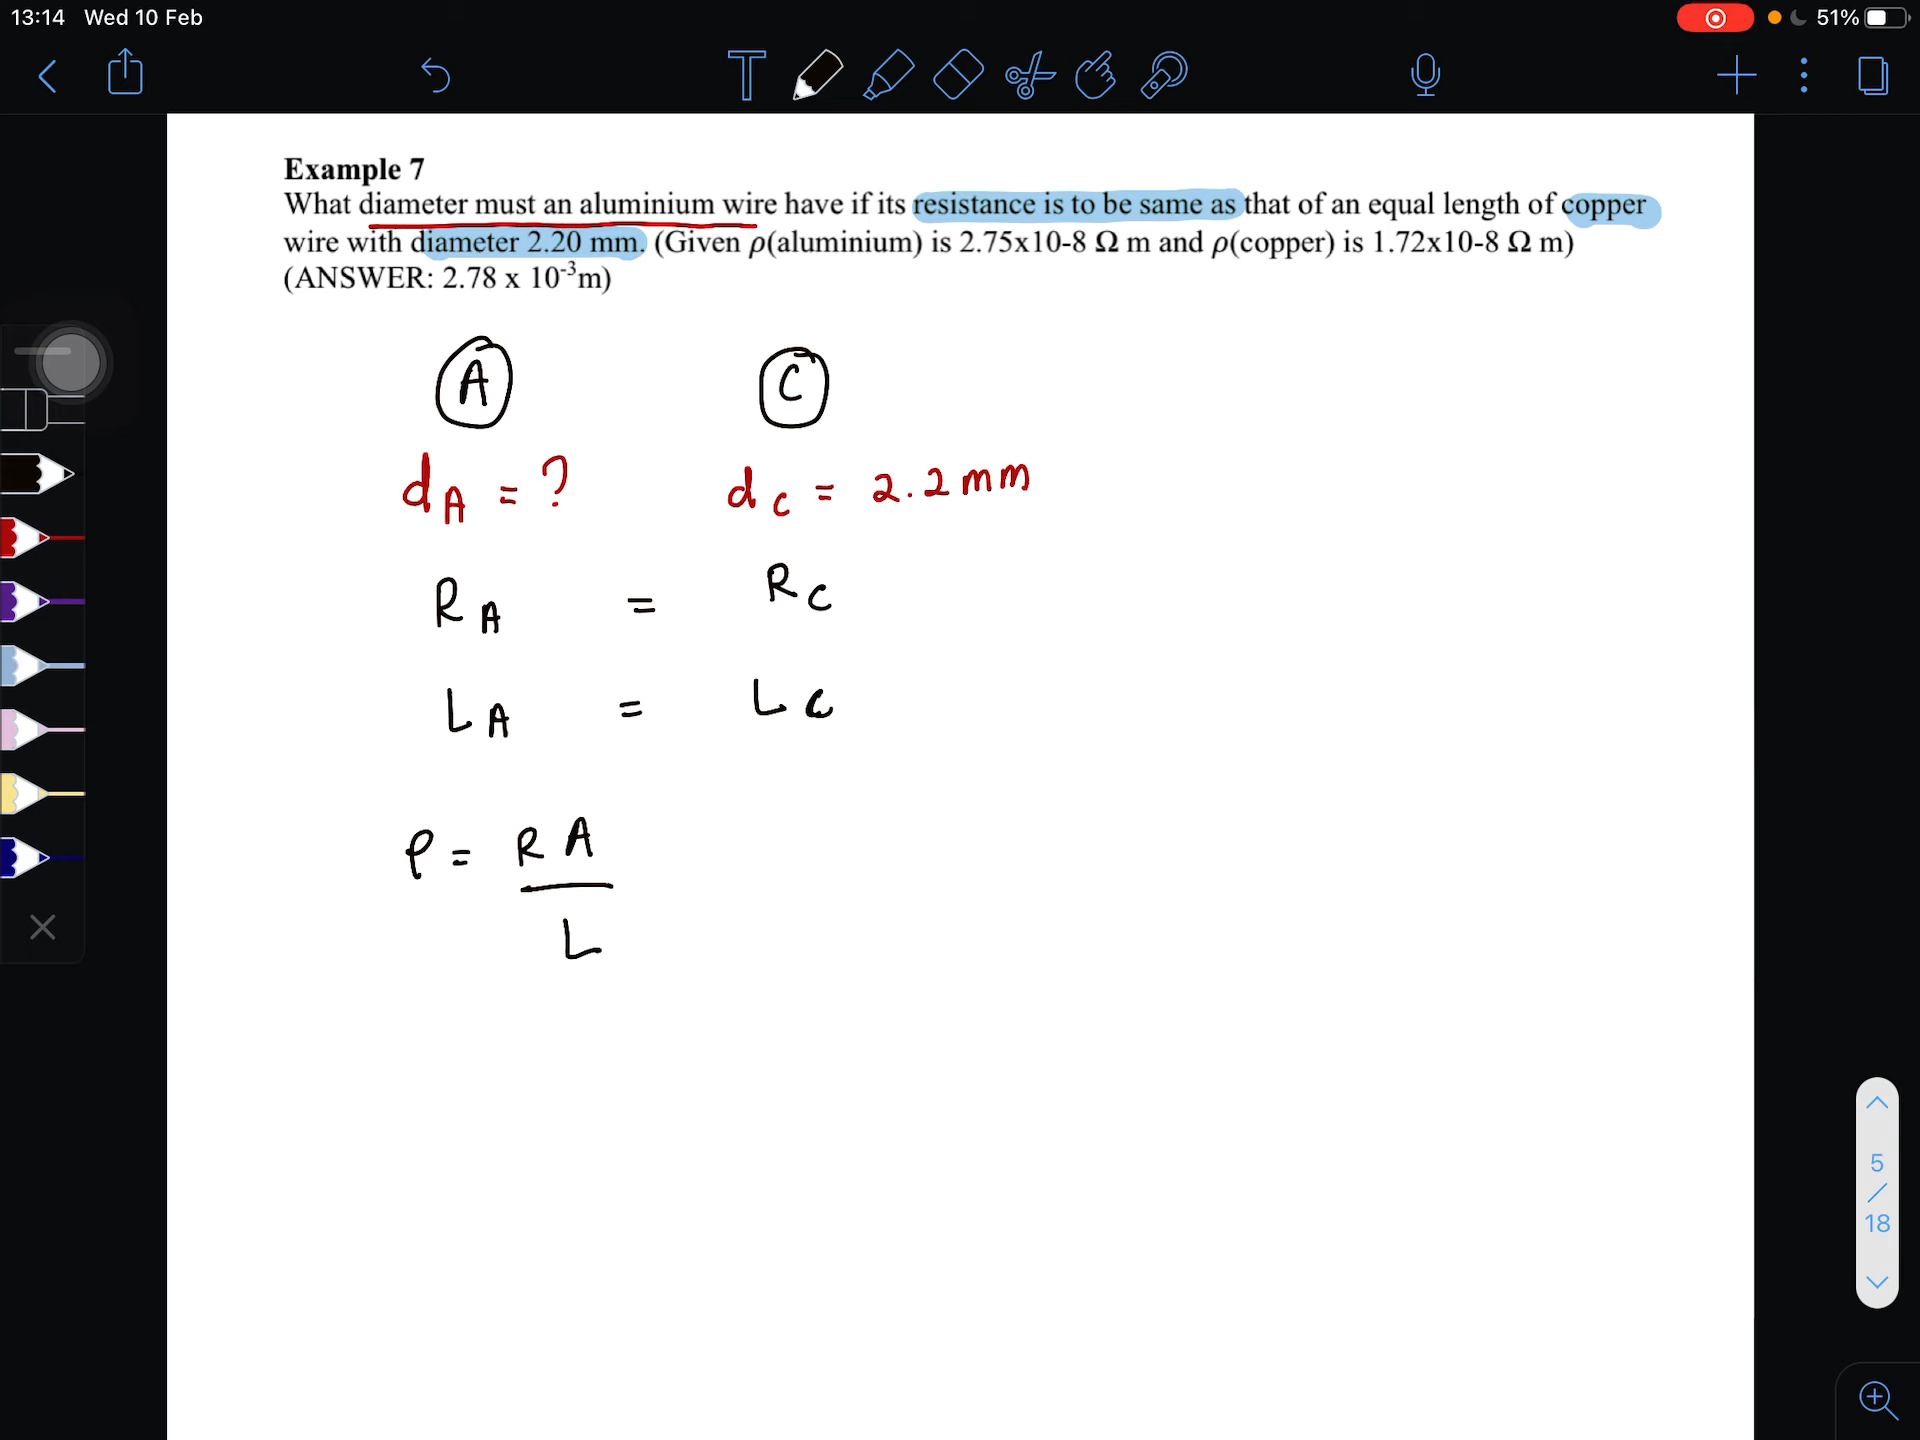 13:14 Wed 10 Feb
51%
T
Example 7
What diameter must an aluminium wire have if its resistance is to be same as that of an equal length of copper
wire with diameter 2.20 mm. (Given ρ(aluminium) is 2.75x10-8 Ω m and ρ(copper) is 1.72x10-8 Ω m)
(ANSWER: 2.78 x 10⁻³m)
A C
dA = ? dC = 2.2mm
RA = RC
LA = LC
ρ = RA
L
5
/
18